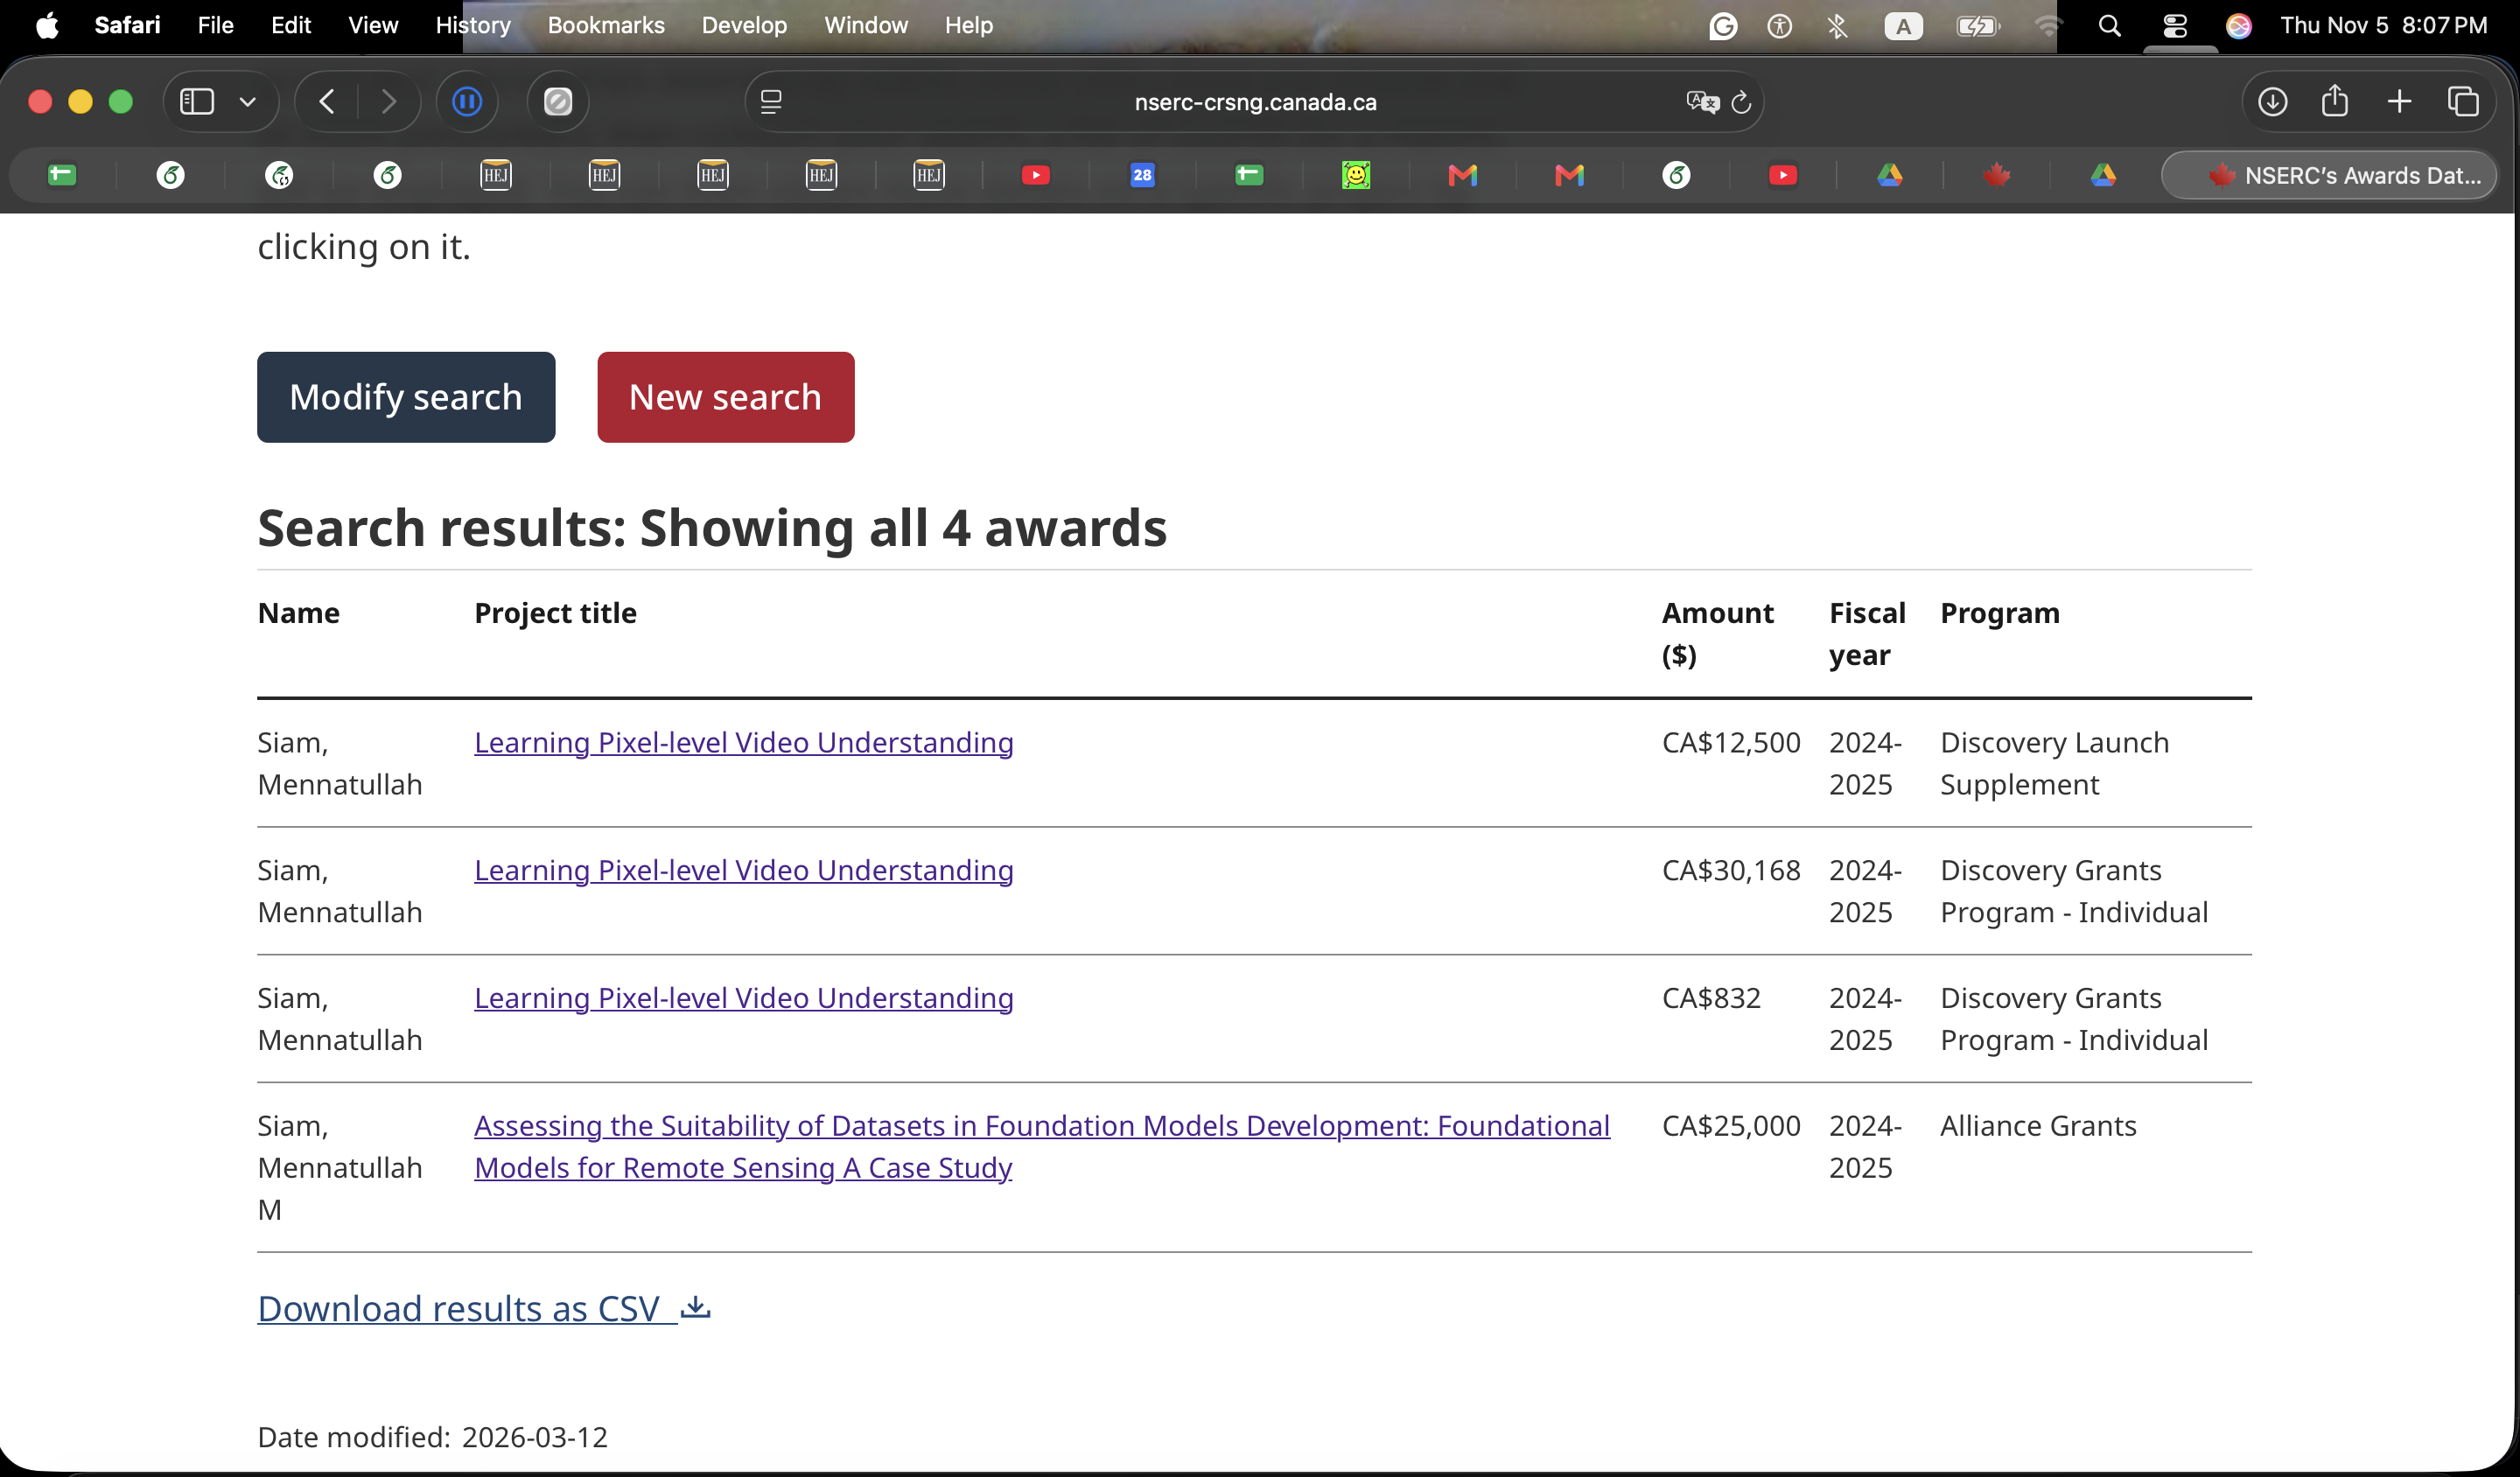 Safari File Edit View History Bookmarks Develop Window Help A Thu Nov 5 8:07 PM
nserc-crsng.canada.ca
HEJ HEJ HEJ HEJ HEJ 28 NSERC's Awards Dat...
clicking on it.
Modify search New search
Search results: Showing all 4 awards
Name Project title Amount Fiscal Program
($) year
Siam, Learning Pixel-level Video Understanding CA$12,500 2024- Discovery Launch
Mennatullah 2025 Supplement
Siam, Learning Pixel-level Video Understanding CA$30,168 2024- Discovery Grants
Mennatullah 2025 Program - Individual
Siam, Learning Pixel-level Video Understanding CA$832 2024- Discovery Grants
Mennatullah 2025 Program - Individual
Siam, Assessing the Suitability of Datasets in Foundation Models Development: Foundational CA$25,000 2024- Alliance Grants
Mennatullah Models for Remote Sensing A Case Study 2025
M
Download results as CSV
Date modified: 2026-03-12